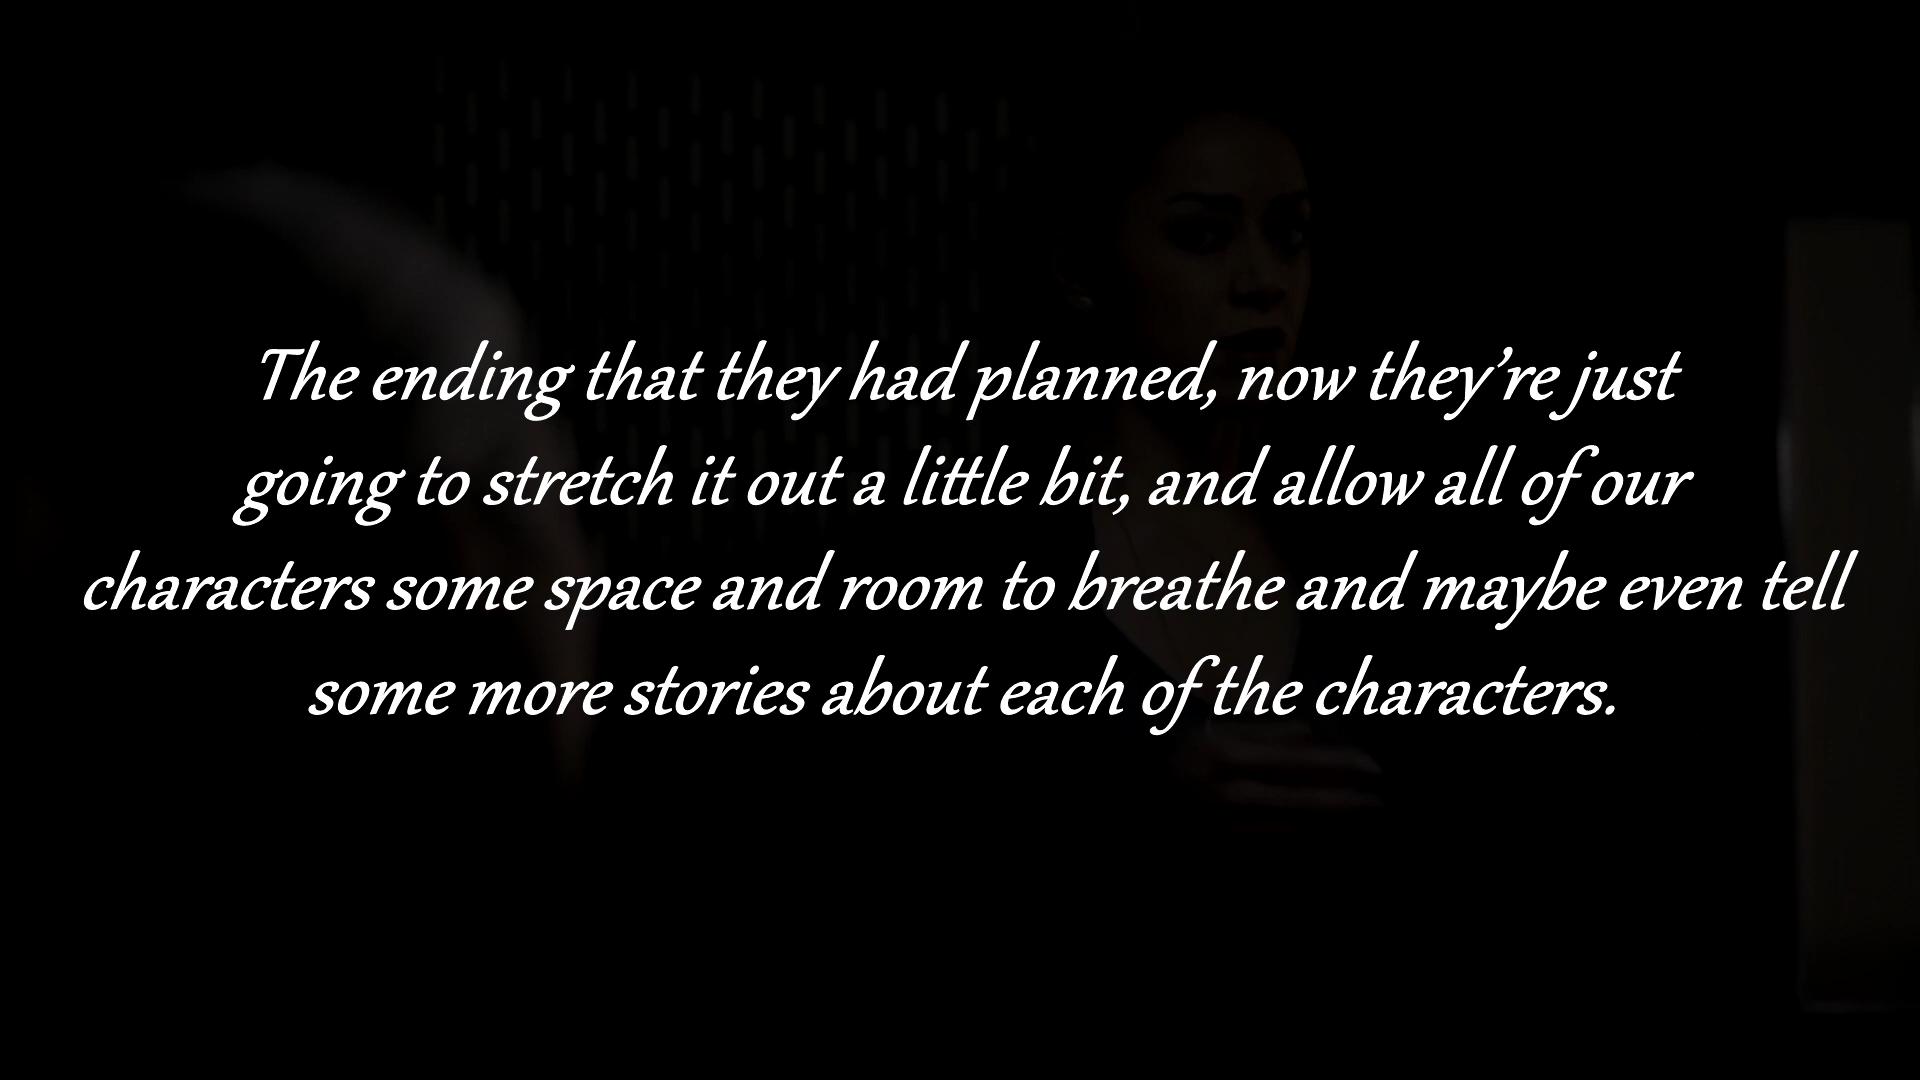 The ending that they had planned, now they’re just
going to stretch it out a little bit, and allow all of our
characters some space and room to breathe and maybe even tell
some more stories about each of the characters.